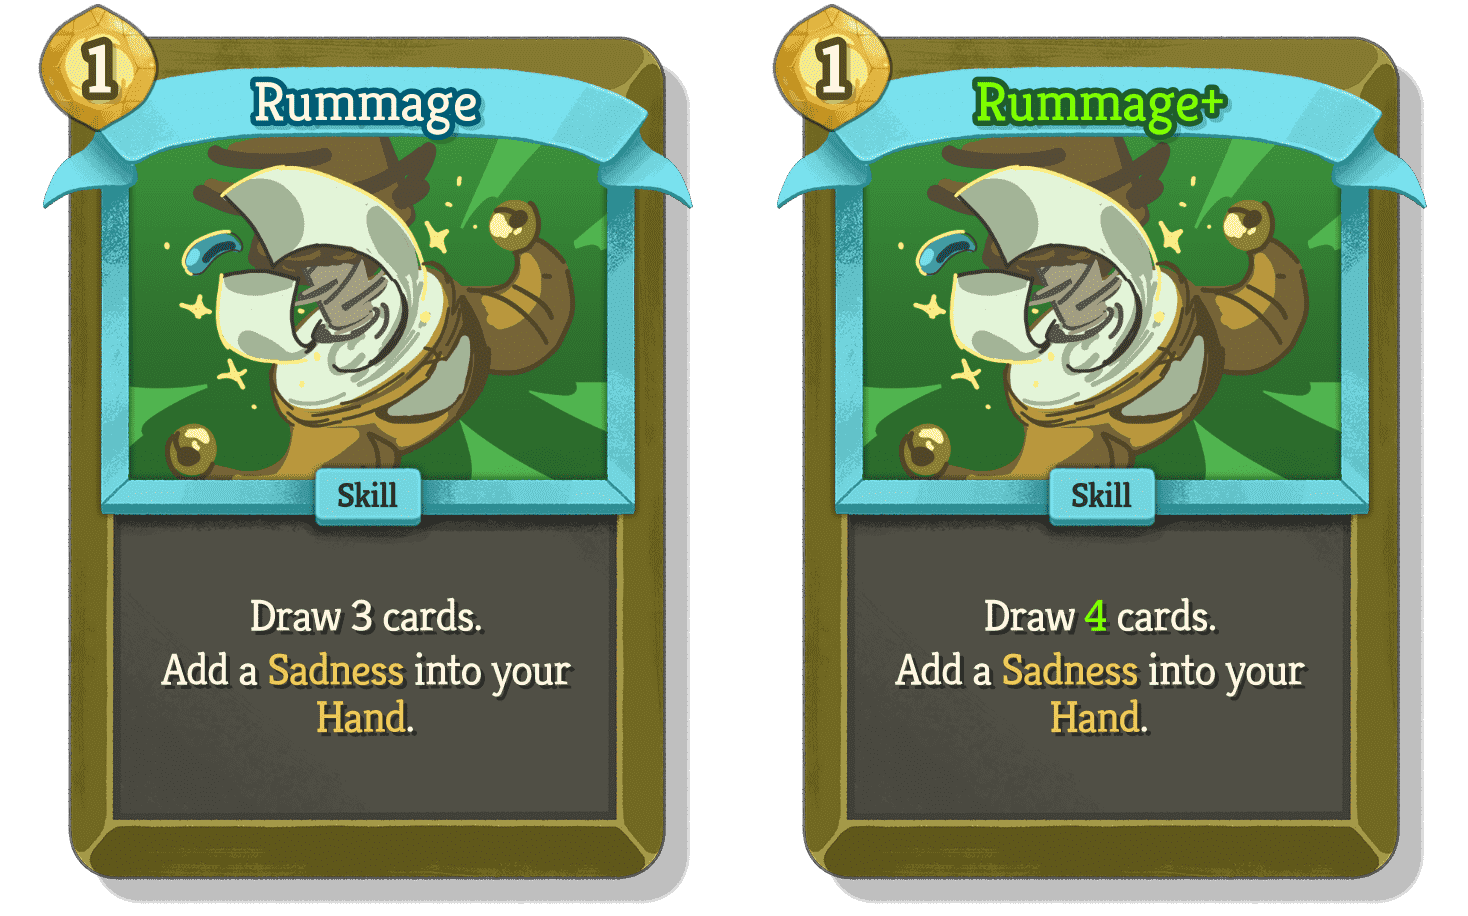 1
Rummage
Skill
Draw 3 cards.
Add a Sadness into your
Hand.
1
Rummage+
Skill
Draw 4 cards.
Add a Sadness into your
Hand.